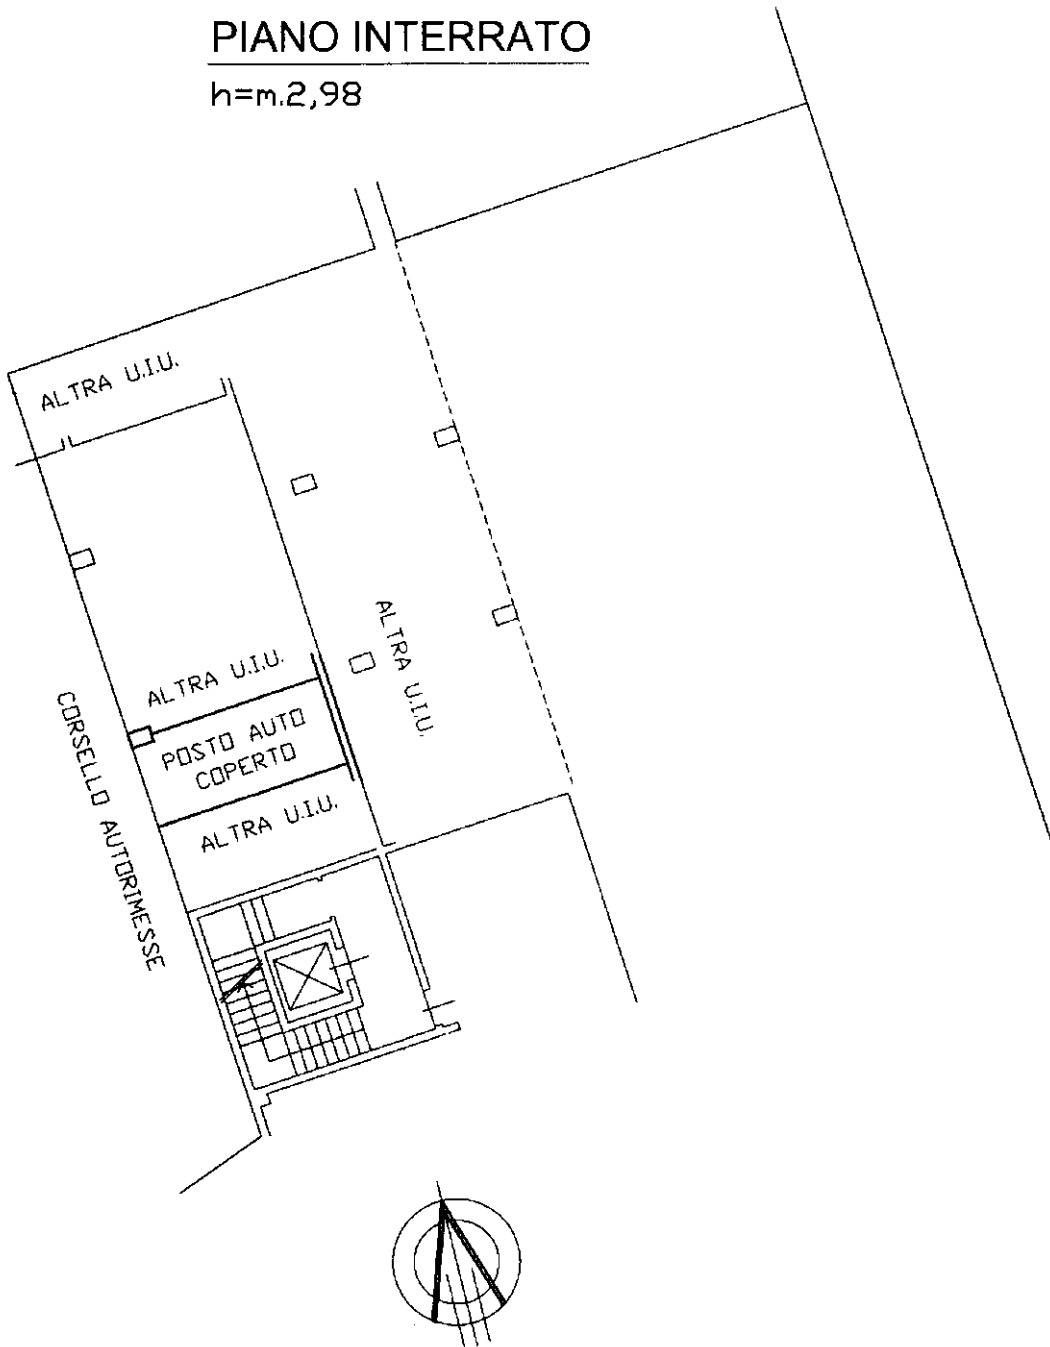 PIANO INTERRATO
h=m.2,98
ALTRA U.I.U.
ALTRA U.I.U.
ALTRA U.I.U.
POSTO AUTO
COPERTO
CORSELLO AUTORIMESSE
ALTRA U.I.U.